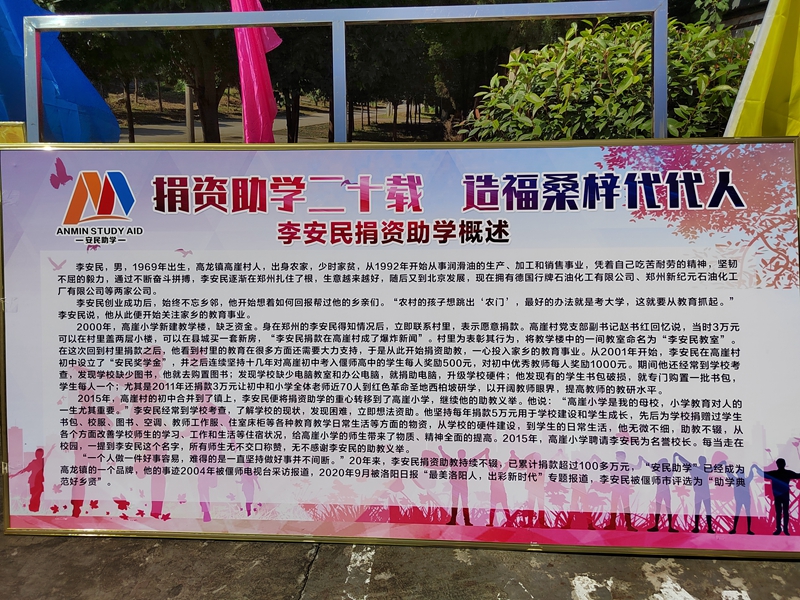 捐资助学二十载 造福桑梓代代人
ANMIN STUDY AID
安民助学
李安民捐资助学概述
李安民，男，1969年出生，高龙镇高崖村人，出身农家，少时家贫，从1992年开始从事润滑油的生产、加工和销售事业，凭着自己吃苦耐劳的精神，坚韧
不屈的毅力，通过不断奋斗拼搏，李安民逐渐在郑州扎住了根，生意越来越好，随后又到北京发展，现在拥有德国行牌石油化工有限公司、郑州新纪元石油化工
厂有限公司等两家公司。
李安民创业成功后，始终不忘乡邻，他开始想着如何回报帮过他的乡亲们。“农村的孩子想跳出‘农门’，最好的办法就是考大学，这就要从教育抓起。”
李安民说，他从此便开始关注家乡的教育事业。
2000年，高崖小学新建教学楼，缺乏资金。身在郑州的李安民得知情况后，立即联系村里，表示愿意捐款。高崖村党支部副书记赵书红回忆说，当时3万元
可以在村里盖两层小楼，可以在县城买一套新房，“李安民捐款在高崖村成了爆炸新闻”。村里为表彰其行为，将教学楼中的一间教室命名为“李安民教室”。
在这次回到村里捐款之后，他看到村里的教育在很多方面还需要大力支持，于是从此开始捐资助教，一心投入家乡的教育事业。从2001年开始，李安民在高崖村
初中设立了“安民奖学金”，并之后连续坚持十几年对高崖初中考入偃师高中的学生每人奖励500元，对初中优秀教师每人奖励1000元。期间他还经常到学校考
查，发现学校缺少图书，他就去购置图书；发现学校缺少电脑教室和办公电脑，就捐助电脑，升级学校硬件；他发现有的学生书包破损，就专门购置一批书包，
学生每人一个；尤其是2011年还捐款3万元让初中和小学全体老师近70人到红色革命圣地西柏坡研学，以开阔教师眼界，提高教师的教研水平。
2015年，高崖村的初中合并到了镇上，李安民便将捐资助学的重心转移到了高崖小学，继续他的助教义举。他说：“高崖小学是我的母校，小学教育对人的
一生尤其重要。”李安民经常到学校考查，了解学校的现状，发现困难，立即想法资助。他坚持每年捐款5万元用于学校建设和学生成长，先后为学校捐赠过学生
书包、校服、图书、空调、教师工作服、住室床柜等各种教育教学日常生活等方面的物资，从学校的硬件建设，到学生的日常生活，他无微不细，助教不辍，从
各个方面改善学校师生的学习、工作和生活等住宿状况，给高崖小学的师生带来了物质、精神全面的提高。2015年，高崖小学聘请李安民为名誉校长。每当走在
校园，一提到李安民这个名字，所有师生无不交口称赞，无不感谢李安民的助教义举。
“一个人做一件好事容易，难得的是一直坚持做好事并不间断。”20年来，李安民捐资助教持续不辍，已累计捐款超过100多万元，“安民助学”已经成为
高龙镇的一个品牌，他的事迹2004年被偃师电视台采访报道，2020年9月被洛阳日报“最美洛阳人，出彩新时代”专题报道，李安民被偃师市评选为“助学典
范好乡贤”。